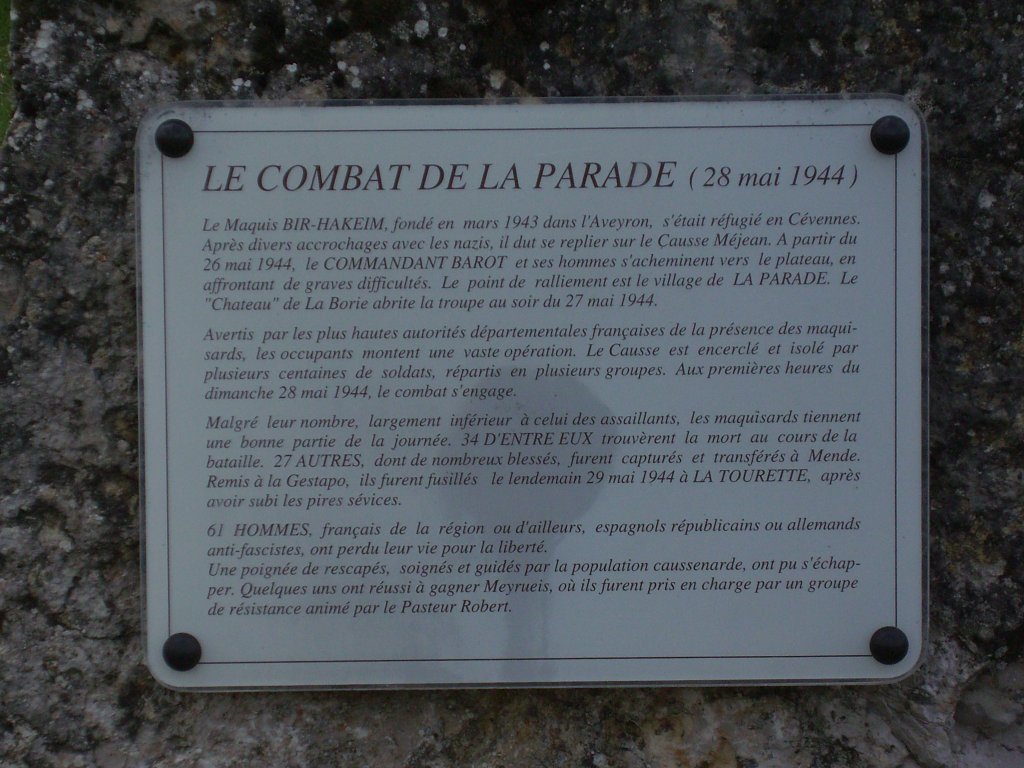 LE COMBAT DE LA PARADE ( 28 mai 1944 )
Le Maquis BIR-HAKEIM, fondé en mars 1943 dans l'Aveyron, s'était réfugié en Cévennes.
Après divers accrochages avec les nazis, il dut se replier sur le Causse Méjean. A partir du
26 mai 1944, le COMMANDANT BAROT et ses hommes s'acheminent vers le plateau, en
affrontant de graves difficultés. Le point de ralliement est le village de LA PARADE. Le
"Chateau" de La Borie abrite la troupe au soir du 27 mai 1944.
Avertis par les plus hautes autorités départementales françaises de la présence des maqui-
sards, les occupants montent une vaste opération. Le Causse est encerclé et isolé par
plusieurs centaines de soldats, répartis en plusieurs groupes. Aux premières heures du
dimanche 28 mai 1944, le combat s'engage.
Malgré leur nombre, largement inférieur à celui des assaillants, les maquisards tiennent
une bonne partie de la journée. 34 D'ENTRE EUX trouvèrent la mort au cours de la
bataille. 27 AUTRES, dont de nombreux blessés, furent capturés et transférés à Mende.
Remis à la Gestapo, ils furent fusillés le lendemain 29 mai 1944 à LA TOURETTE, après
avoir subi les pires sévices.
61 HOMMES, français de la région ou d'ailleurs, espagnols républicains ou allemands
anti-fascistes, ont perdu leur vie pour la liberté.
Une poignée de rescapés, soignés et guidés par la population caussenarde, ont pu s'échap-
per. Quelques uns ont réussi à gagner Meyrueis, où ils furent pris en charge par un groupe
de résistance animé par le Pasteur Robert.